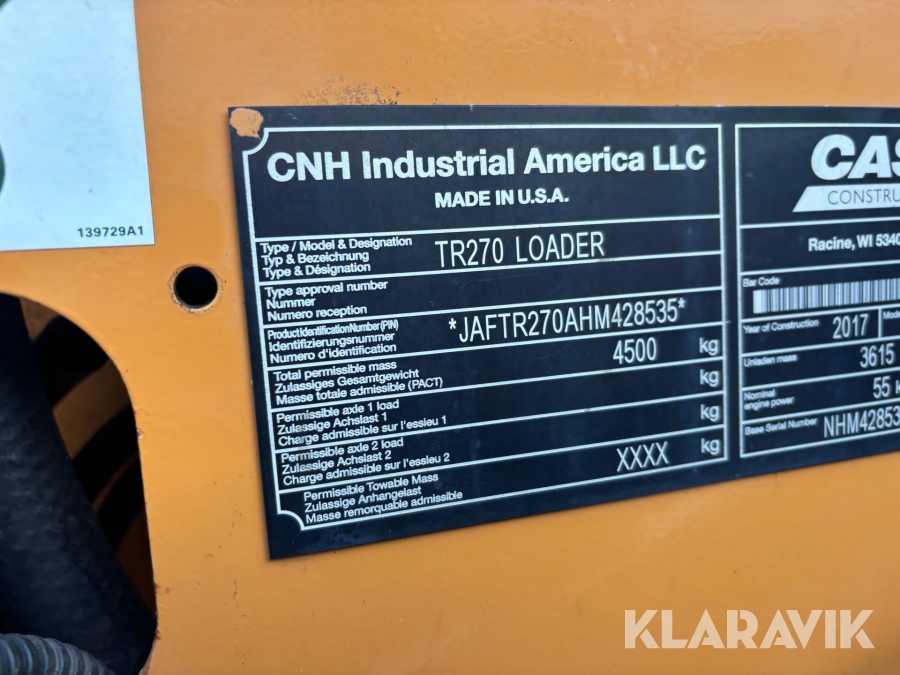 139729A1
CNH Industrial America LLC
MADE IN U.S.A.
Type / Model & Designation
Typ & Bezeichnung
Type & Désignation
TR270 LOADER
Type approval number
Nummer
Numero reception
Product Identification Number (PIN)
Identifizierungsnummer
Numero d'identification
*JAFTR270AHM428535*
Total permissible mass
Zulassiges Gesamtgewicht
Masse totale admissible (PACT)
4500 kg
Permissible axle 1 load
Zulassige Achslast 1
Charge admissible sur l'essieu 1
kg
Permissible axle 2 load
Zulassige Achslast 2
Charge admissible sur l'essieu 2
kg
Permissible Towable Mass
Zulassige Anhangelast
Masse remorquable admissible
XXXX kg
CAS
CONSTRU
Racine, WI 5340
Bar Code
Year of Construction 2017 Mode
Unladen mass 3615
Nominal
engine power
55 k
Base Serial Number NHM42853
KLARAVIK